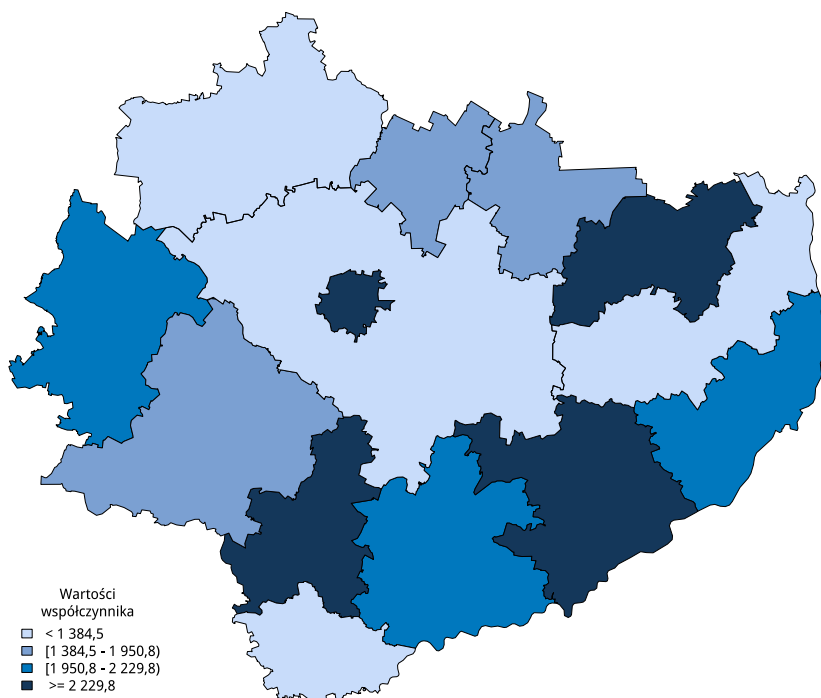 Wartości
współczynnika
< 1 384,5
[1 384,5 - 1 950,8)
[1 950,8 - 2 229,8)
>= 2 229,8